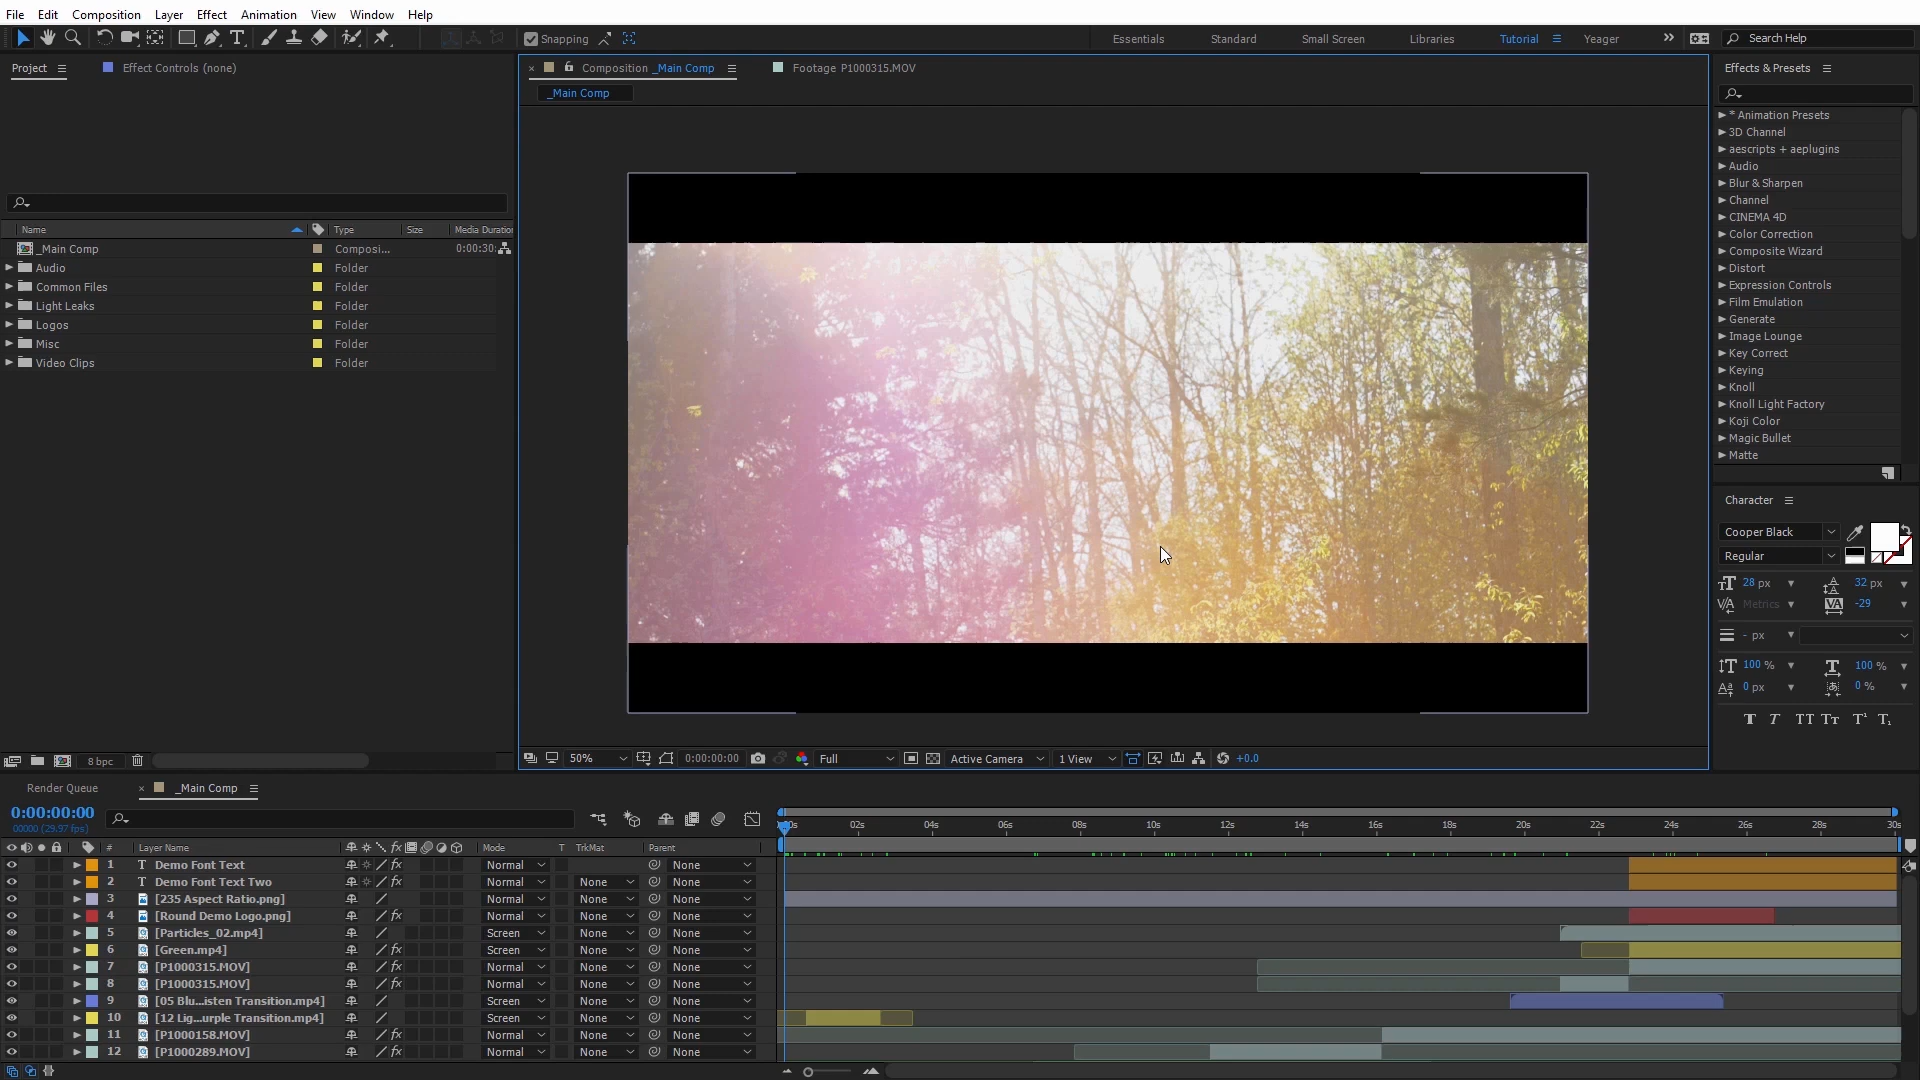 File Edit Composition Layer Effect Animation View Window Help
Snapping Essentials Standard Small Screen Libraries Tutorial Yeager Search Help
Project Effect Controls (none)
Composition _Main Comp Footage P1000315.MOV
_Main Comp
Name Type Size Media Duration
_Main Comp Composi... 0:00:30:
Audio Folder
Common Files Folder
Light Leaks Folder
Logos Folder
Misc Folder
Video Clips Folder
8 bpc
50% 0:00:00:00 Full Active Camera 1 View +0.0
Effects & Presets
* Animation Presets
3D Channel
aescripts + aeplugins
Audio
Blur & Sharpen
Channel
CINEMA 4D
Color Correction
Composite Wizard
Distort
Expression Controls
Film Emulation
Generate
Image Lounge
Key Correct
Keying
Knoll
Knoll Light Factory
Koji Color
Magic Bullet
Matte
Character
Cooper Black
Regular
28 px 32 px
Metrics -29
- px
100 % 100 %
0 px 0 %
Render Queue _Main Comp
0:00:00:00
00000 (29.97 fps)
02s 04s 06s 08s 10s 12s 14s 16s 18s 20s 22s 24s 26s 28s 30s
# Layer Name Mode T TrkMat Parent
1 T Demo Font Text Normal None
2 T Demo Font Text Two Normal None None
3 [235 Aspect Ratio.png] Normal None None
4 [Round Demo Logo.png] Normal None None
5 [Particles_02.mp4] Screen None None
6 [Green.mp4] Screen None None
7 [P1000315.MOV] Normal None None
8 [P1000315.MOV] Normal None None
9 [05 Blu...isten Transition.mp4] Screen None None
10 [12 Lig...urple Transition.mp4] Screen None None
11 [P1000158.MOV] Normal None None
12 [P1000289.MOV] Normal None None